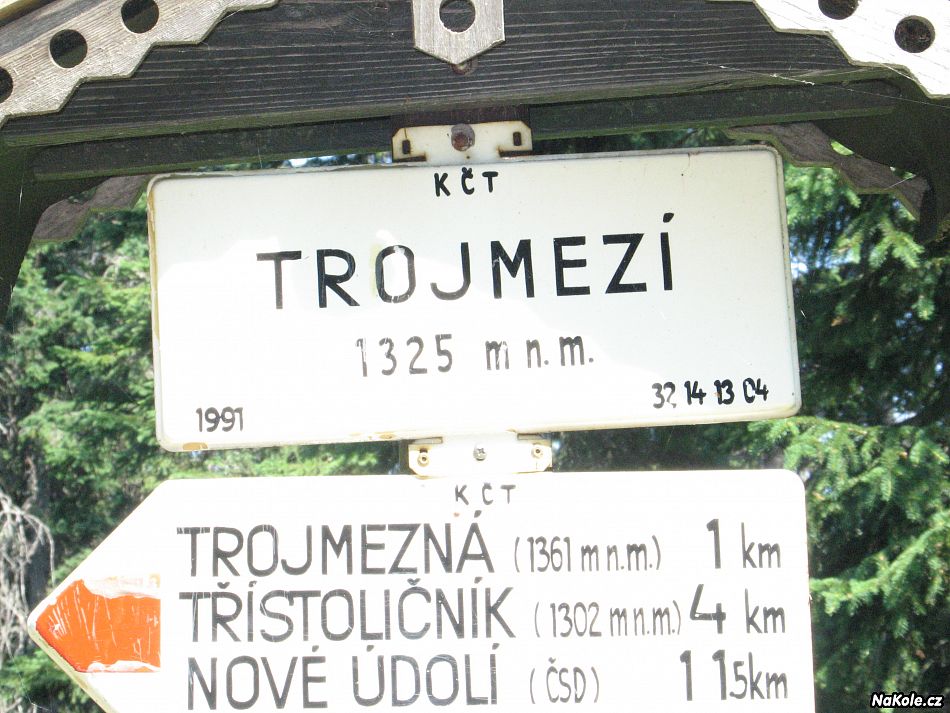 KČT
TROJMEZÍ
1325 m n.m.
1991 32 14 13 04
KČT
TROJMEZNÁ (1361 m n.m.) 1 km
TŘÍSTOLIČNÍK (1302 m n.m.) 4 km
NOVÉ ÚDOLÍ (ČSD) 11.5km
NaKole.cz